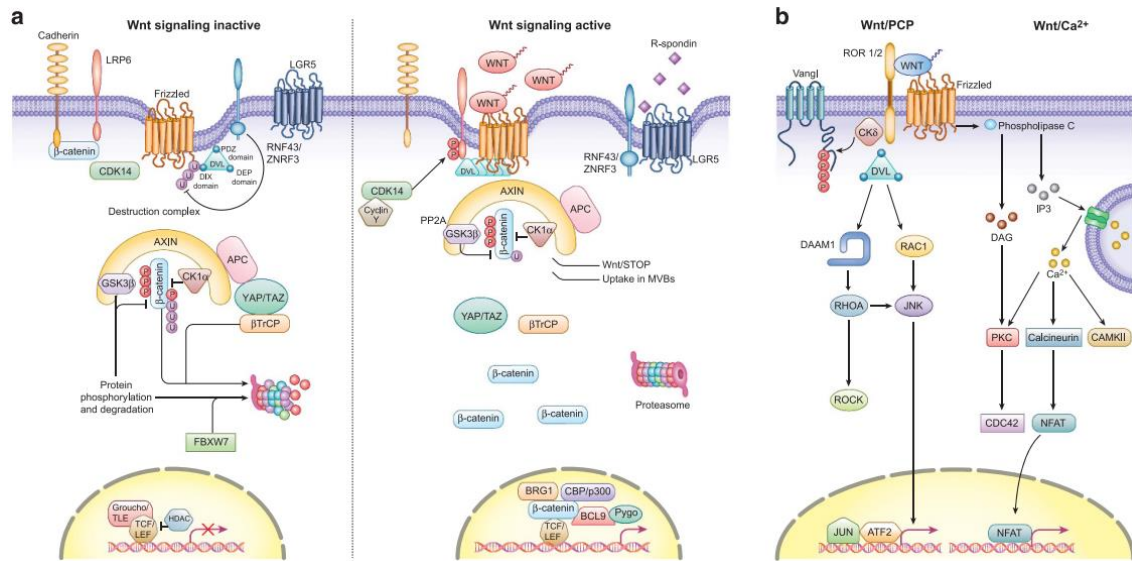 a
Wnt signaling inactive
Cadherin
LRP6
LGR5
Frizzled
β-catenin
CDK14
PDZ
domain
DVL
DIX
domain
DEP
domain
U
U
U
RNF43/
ZNRF3
Destruction complex
AXIN
APC
GSK3β
P
P
P
β-catenin
CK1α
P
U
U
U
YAP/TAZ
βTrCP
Protein
phosphorylation
and degradation
FBXW7
Groucho/
TLE
TCF/
LEF
HDAC
Wnt signaling active
WNT
WNT
WNT
R-spondin
P
P
DVL
RNF43/
ZNRF3
LGR5
CDK14
Cyclin
Y
AXIN
APC
PP2A
GSK3β
P
P
P
β-catenin
CK1α
U
Wnt/STOP
Uptake in MVBs
YAP/TAZ
βTrCP
β-catenin
β-catenin
β-catenin
Proteasome
BRG1
CBP/p300
β-catenin
BCL9
Pygo
TCF/
LEF
b
Wnt/PCP
Wnt/Ca2+
ROR 1/2
WNT
Vangl
Frizzled
CKδ
Phospholipase C
P
P
P
P
DVL
IP3
DAG
DAAM1
RAC1
Ca2+
RHOA
JNK
PKC
Calcineurin
CAMKII
ROCK
CDC42
NFAT
JUN
ATF2
NFAT